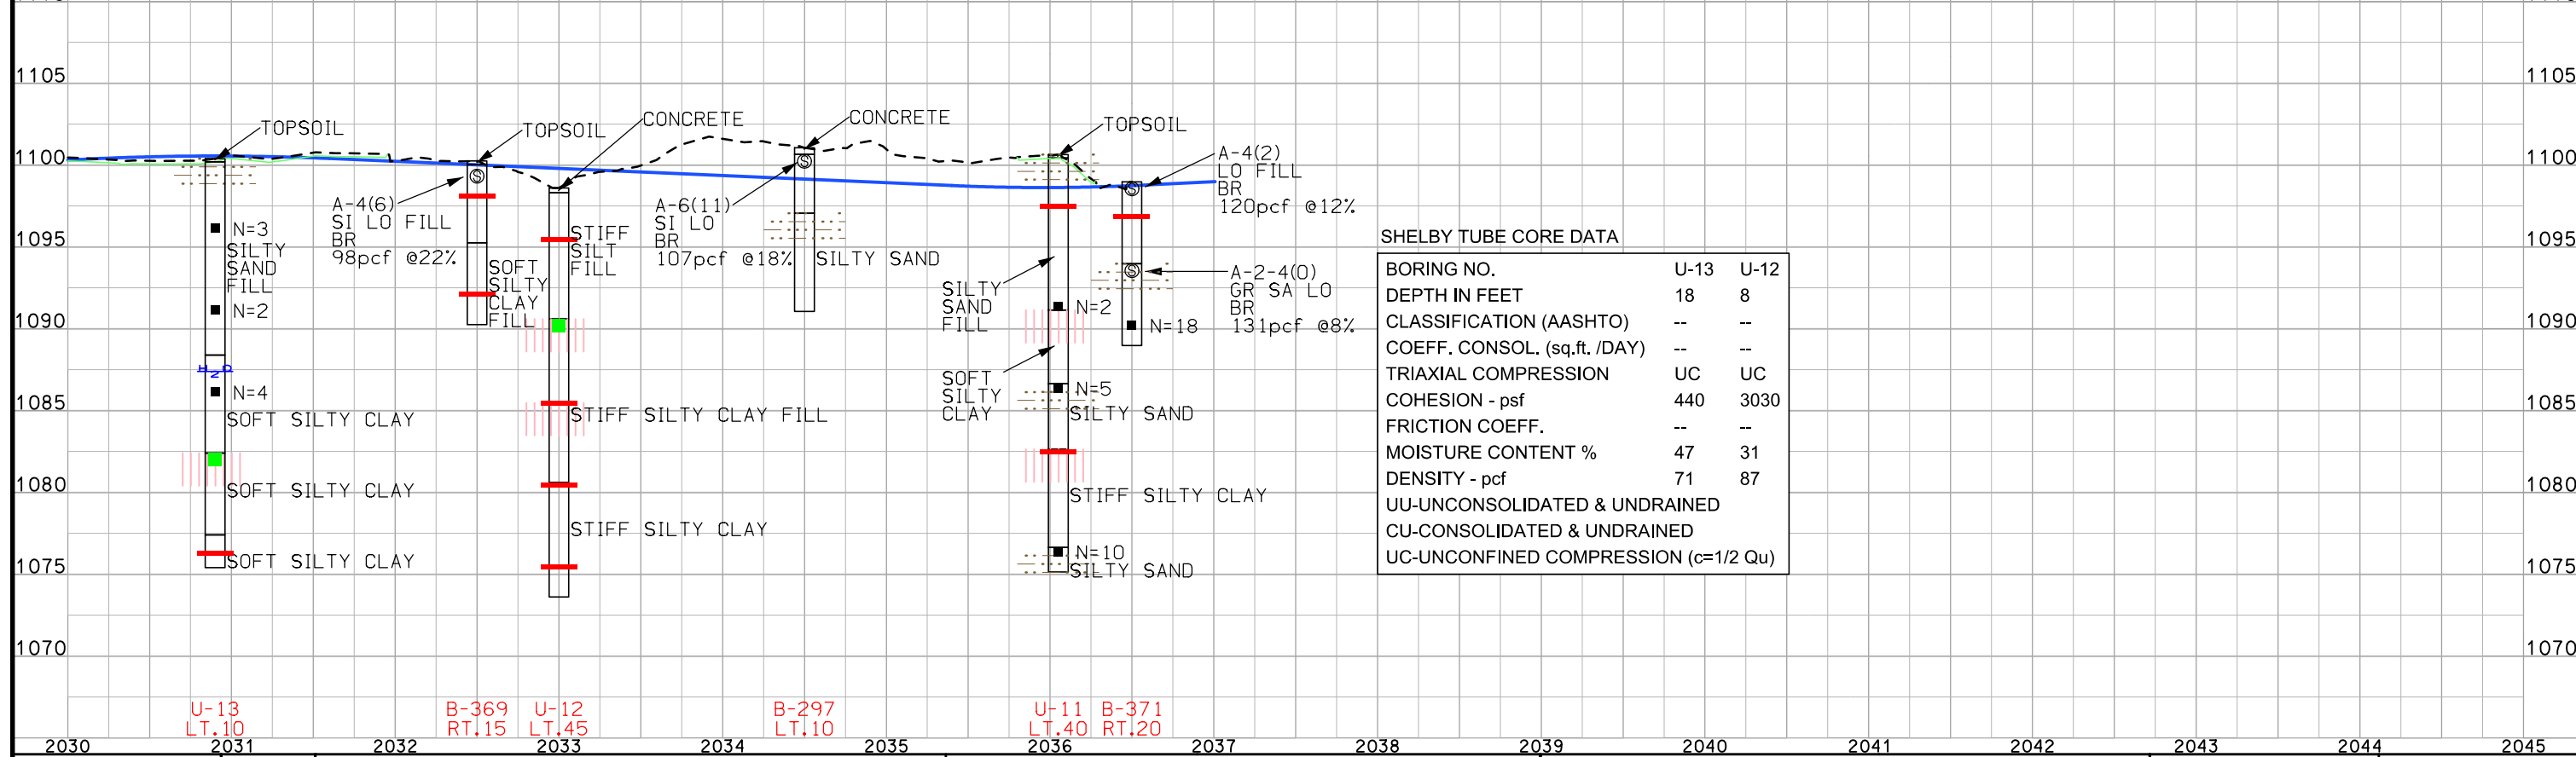 1105 1105
TOPSOIL
TOPSOIL
CONCRETE
CONCRETE
TOPSOIL
1100 1100
A-4(2)
LO FILL
BR
120pcf @12%
A-4(6)
SI LO FILL
BR
98pcf @22%
A-6(11)
SI LO
BR
107pcf @18%
S
S
S
S
N=3
SILTY
SAND
FILL
N=2
STIFF
SILT
FILL
1095 1095
SILTY SAND
SOFT
SILTY
CLAY
FILL
SILTY
SAND
FILL
N=2
A-2-4(0)
GR SA LO
BR
131pcf @8%
N=18
1090 1090
H2O
N=4
SOFT SILTY CLAY
STIFF SILTY CLAY FILL
SOFT
SILTY
CLAY
N=5
SILTY SAND
1085 1085
SOFT SILTY CLAY
STIFF SILTY CLAY
1080 1080
STIFF SILTY CLAY
SOFT SILTY CLAY
N=10
SILTY SAND
1075 1075
1070 1070
SHELBY TUBE CORE DATA
BORING NO. U-13 U-12
DEPTH IN FEET 18 8
CLASSIFICATION (AASHTO) -- --
COEFF. CONSOL. (sq.ft. /DAY) -- --
TRIAXIAL COMPRESSION UC UC
COHESION - psf 440 3030
FRICTION COEFF. -- --
MOISTURE CONTENT % 47 31
DENSITY - pcf 71 87
UU-UNCONSOLIDATED & UNDRAINED
CU-CONSOLIDATED & UNDRAINED
UC-UNCONFINED COMPRESSION (c=1/2 Qu)
U-13
LT.10
B-369
RT.15
U-12
LT.45
B-297
LT.10
U-11
LT.40
B-371
RT.20
2030 2031 2032 2033 2034 2035 2036 2037 2038 2039 2040 2041 2042 2043 2044 2045